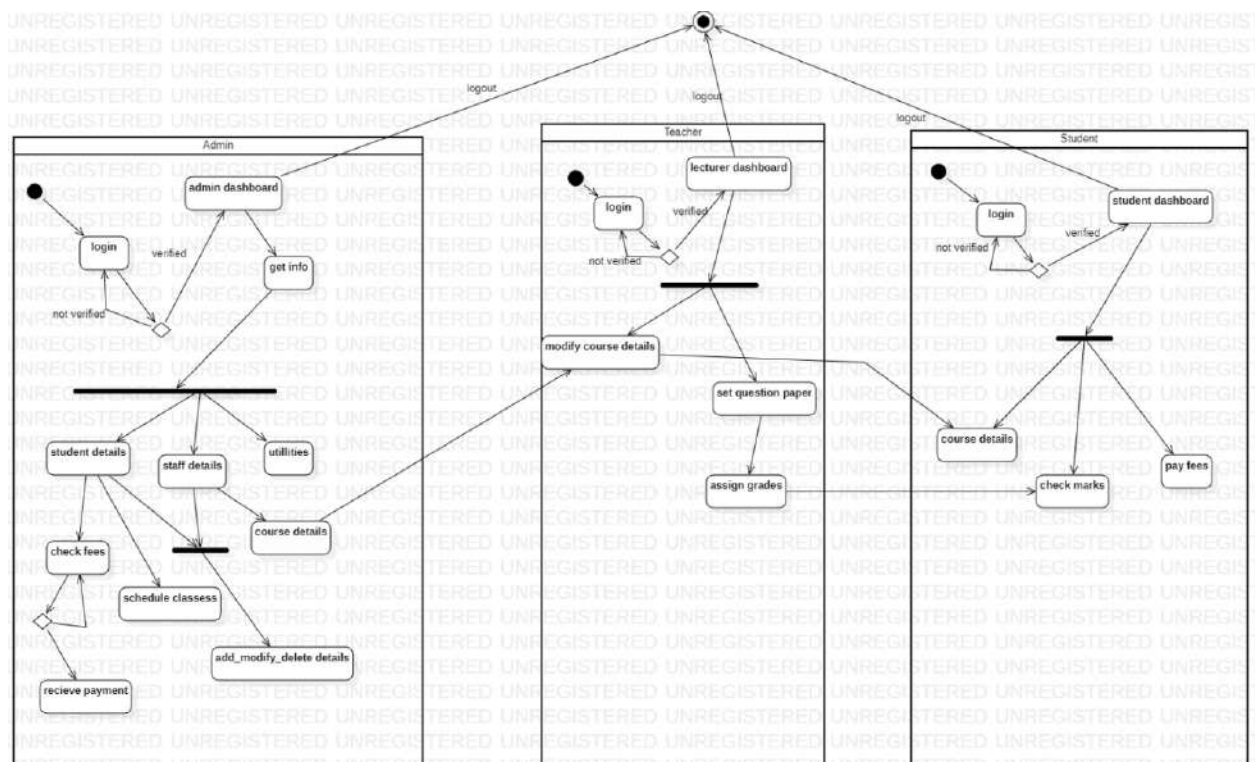 UNREGISTERED
logout
logout
logout
Admin
admin dashboard
login
verified
get info
not verified
student details
staff details
utillities
course details
check fees
schedule classess
add_modify_delete details
recieve payment
Teacher
lecturer dashboard
login
verified
not verified
modify course details
set question paper
assign grades
Student
student dashboard
login
verified
not verified
course details
check marks
pay fees